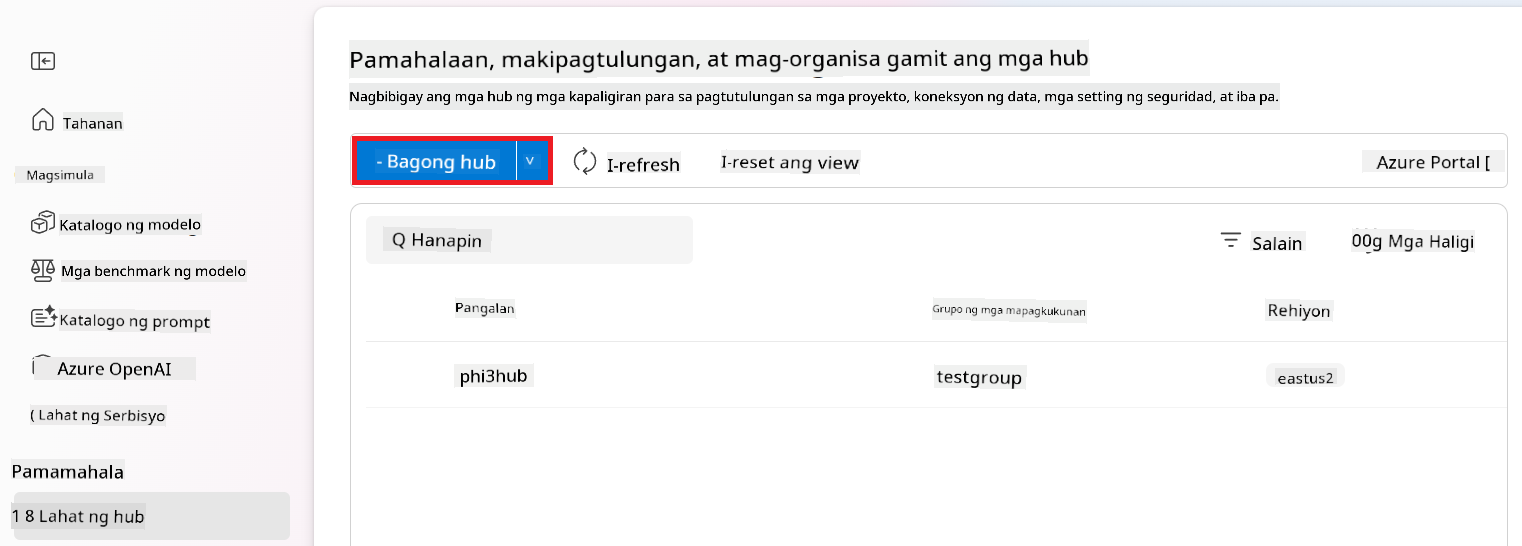 Tahanan
Magsimula
Katalogo ng modelo
Mga benchmark ng modelo
Katalogo ng prompt
Azure OpenAI
( Lahat ng Serbisyo
Pamamahala
1 8 Lahat ng hub
Pamahalaan, makipagtulungan, at mag-organisa gamit ang mga hub
Nagbibigay ang mga hub ng mga kapaligiran para sa pagtutulungan sa mga proyekto, koneksyon ng data, mga setting ng seguridad, at iba pa.
- Bagong hub v I-refresh I-reset ang view Azure Portal [
Q Hanapin Salain 00g Mga Haligi
Pangalan Grupo ng mga mapagkukunan Rehiyon
phi3hub testgroup eastus2